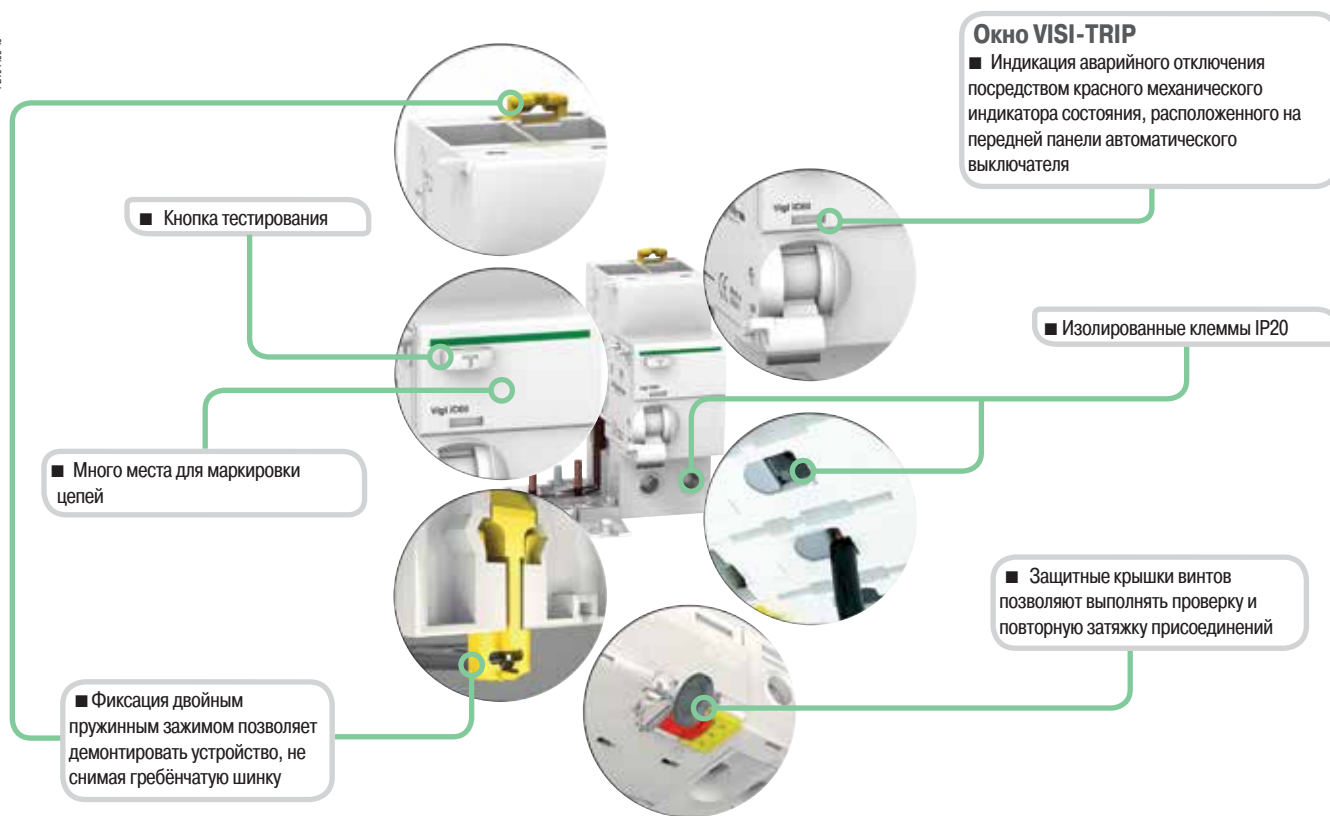 Окно VISI-TRIP
■ Индикация аварийного отключения
посредством красного механического
индикатора состояния, расположенного на
передней панели автоматического
выключателя
■ Кнопка тестирования
Vigi iC60
■ Изолированные клеммы IP20
Vigi iC60
■ Много места для маркировки
цепей
■ Защитные крышки винтов
позволяют выполнять проверку и
повторную затяжку присоединений
■ Фиксация двойным
пружинным зажимом позволяет
демонтировать устройство, не
снимая гребёнчатую шинку